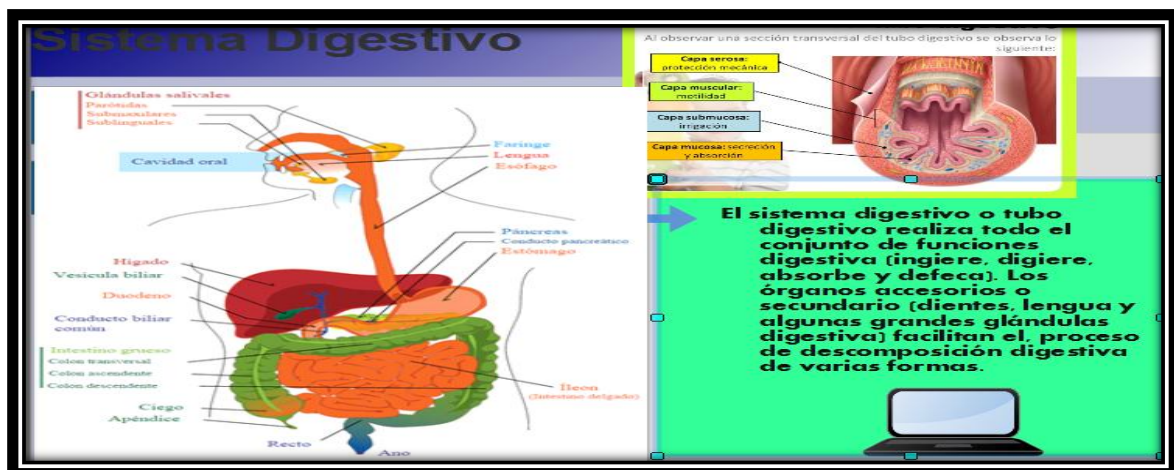 Sistema Digestivo
Glándulas salivales
Parótidas
Submaxilares
Sublinguales
Cavidad oral
Faringe
Lengua
Esófago
Páncreas
Conducto pancreático
Estómago
Hígado
Vesícula biliar
Duodeno
Conducto biliar
común
Intestino grueso
Colon transversal
Colon ascendente
Colon descendente
Íleon
(Intestino delgado)
Ciego
Apéndice
Recto
Ano
Al observar una sección transversal del tubo digestivo se observa lo
siguiente:
Capa serosa:
protección mecánica
Capa muscular:
motilidad
Capa submucosa:
irrigación
Capa mucosa: secreción
y absorción
El sistema digestivo o tubo
digestivo realiza todo el
conjunto de funciones
digestiva (ingiere, digiere,
absorbe y defeca). Los
órganos accesorios o
secundario (dientes, lengua y
algunas grandes glándulas
digestiva) facilitan el, proceso
de descomposición digestiva
de varias formas.